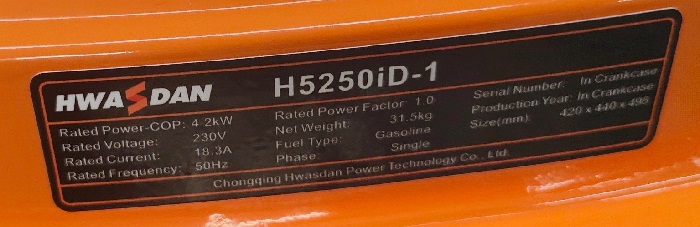 HWASDAN
H5250iD-1
Rated Power-COP: 4.2kW
Rated Voltage: 230V
Rated Current: 18.3A
Rated Frequency: 50Hz
Rated Power Factor: 1.0
Net Weight: 31.5kg
Fuel Type: Gasoline
Phase: Single
Serial Number: In Crankcase
Production Year: In Crankcase
Size(mm): 420 x 440 x 495
Chongqing Hwasdan Power Technology Co., Ltd.